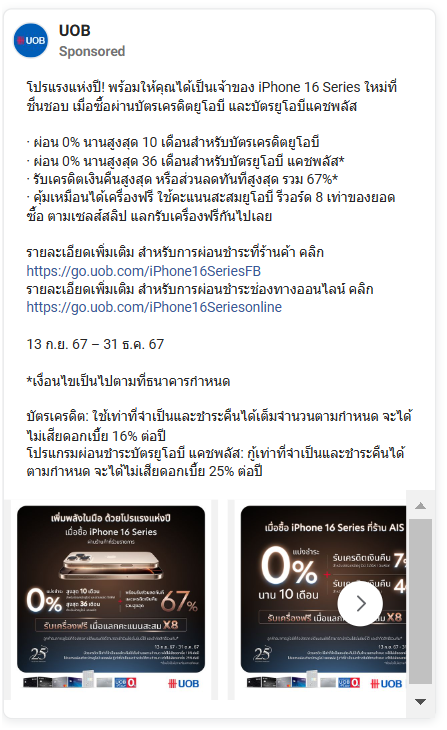 UOB
Sponsored
โปรแรงแห่งปี! พร้อมให้คุณได้เป็นเจ้าของ iPhone 16 Series ใหม่ที่
ชื่นชอบ เมื่อซื้อผ่านบัตรเครดิตยูโอบี และบัตรยูโอบีแคชพลัส
· ผ่อน 0% นานสูงสุด 10 เดือนสำหรับบัตรเครดิตยูโอบี
· ผ่อน 0% นานสูงสุด 36 เดือนสำหรับบัตรยูโอบี แคชพลัส*
· รับเครดิตเงินคืนสูงสุด หรือส่วนลดทันทีสูงสุด รวม 67%*
· คุ้มเหมือนได้เครื่องฟรี ใช้คะแนนสะสมยูโอบี รีวอร์ด 8 เท่าของยอด
ซื้อ ตามเซลส์สลิป แลกรับเครื่องฟรีกันไปเลย
รายละเอียดเพิ่มเติม สำหรับการผ่อนชำระที่ร้านค้า คลิก
https://go.uob.com/iPhone16SeriesFB
รายละเอียดเพิ่มเติม สำหรับการผ่อนชำระช่องทางออนไลน์ คลิก
https://go.uob.com/iPhone16Seriesonline
13 ก.ย. 67 – 31 ธ.ค. 67
*เงื่อนไขเป็นไปตามที่ธนาคารกำหนด
บัตรเครดิต: ใช้เท่าที่จำเป็นและชำระคืนได้เต็มจำนวนตามกำหนด จะได้
ไม่เสียดอกเบี้ย 16% ต่อปี
โปรแกรมผ่อนชำระบัตรยูโอบี แคชพลัส: กู้เท่าที่จำเป็นและชำระคืนได้
ตามกำหนด จะได้ไม่เสียดอกเบี้ย 25% ต่อปี
เพิ่มพลังในมือ ด้วยโปรแรงแห่งปี
เมื่อซื้อ iPhone 16 Series
แบ่งชำระ
0%
สูงสุด 10 เดือน
สูงสุด 36 เดือน
67%
รับเครื่องฟรี เมื่อแลกคะแนนสะสม X8
13 ก.ย. 67 - 31 ธ.ค. 67
25
UOB
เมื่อซื้อ iPhone 16 Series ที่ร้าน AIS
แบ่งชำระ
0%
นาน 10 เดือน
รับเครดิตเงินคืน
รับเครดิตเงินคืน
รับเครื่องฟรี เมื่อแลกคะแนนสะสม X8
25
UOB